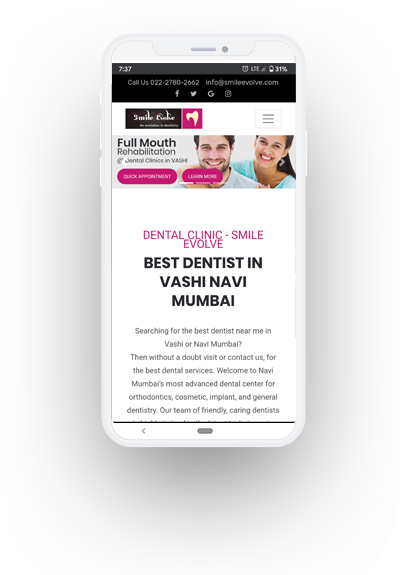 7:37 LTE 31%
Call Us 022-2780-2662 info@smileevolve.com
Smile Evolve
An evolution in dentistry
Full Mouth
Rehabilitation
@ Dental Clinics in VASHI
QUICK APPOINTMENT LEARN MORE
DENTAL CLINIC - SMILE
EVOLVE
BEST DENTIST IN
VASHI NAVI
MUMBAI
Searching for the best dentist near me in
Vashi or Navi Mumbai?
Then without a doubt visit or contact us, for
the best dental services. Welcome to Navi
Mumbai's most advanced dental center for
orthodontics, cosmetic, implant, and general
dentistry. Our team of friendly, caring dentists